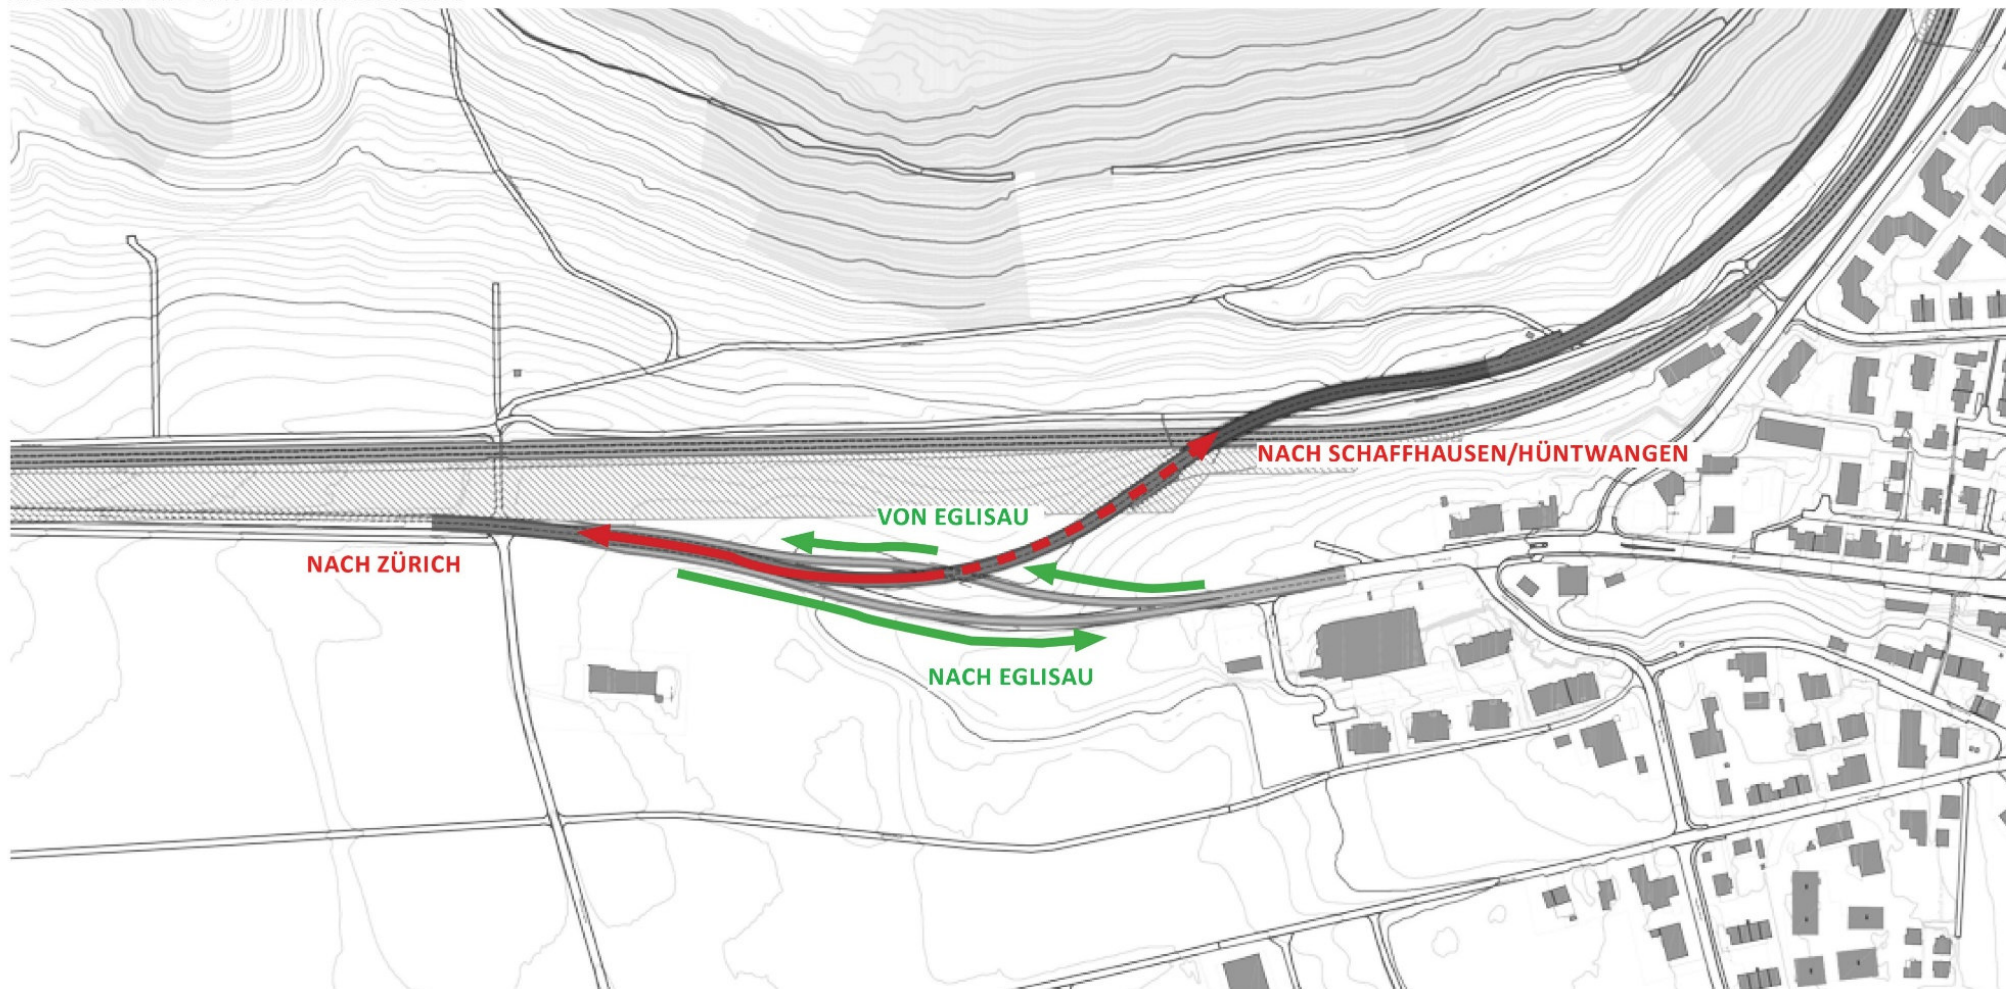 NACH SCHAFFHAUSEN/HÜNTWANGEN
VON EGLISAU
NACH ZÜRICH
NACH EGLISAU